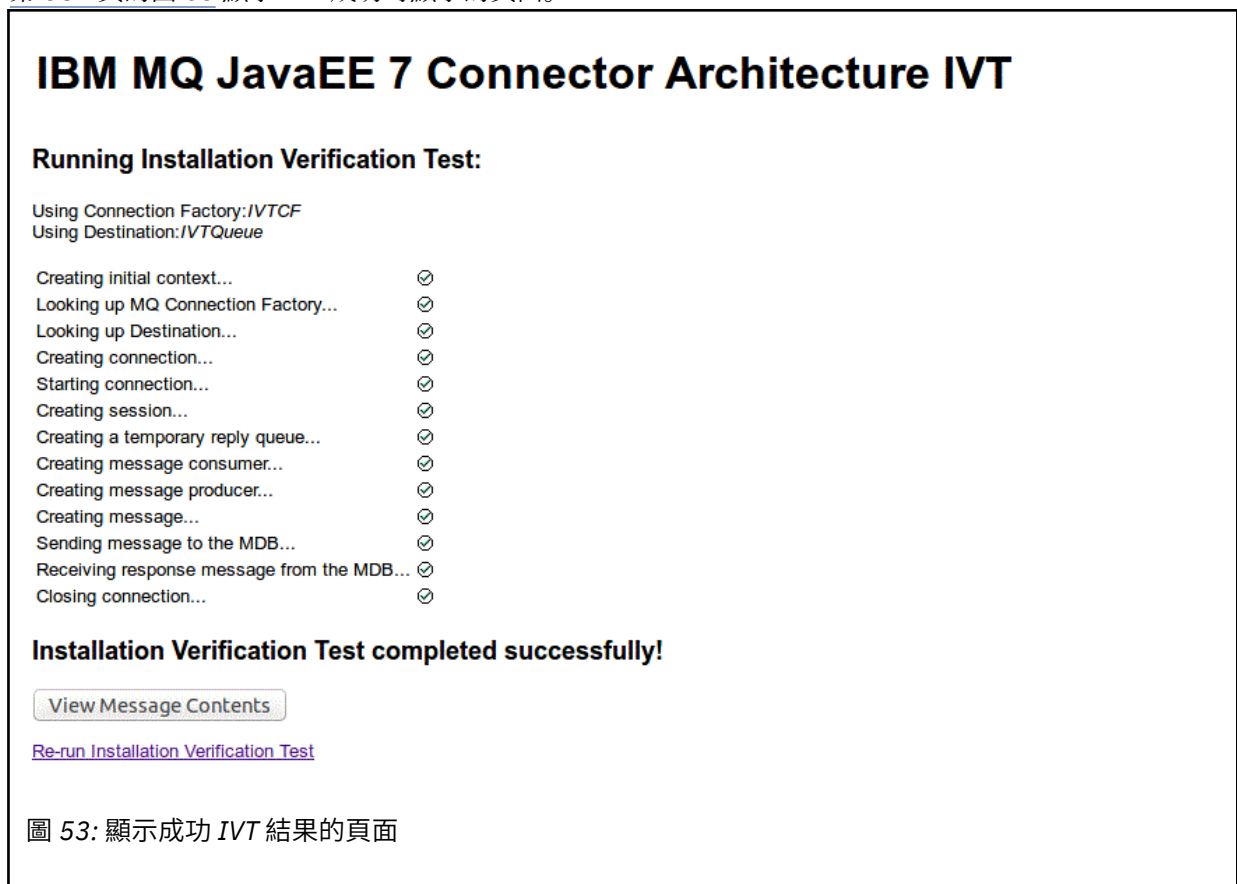 IBM MQ JavaEE 7 Connector Architecture IVT
Running Installation Verification Test:
Using Connection Factory:IVTCF
Using Destination:IVTQueue
Creating initial context...
Looking up MQ Connection Factory...
Looking up Destination...
Creating connection...
Starting connection...
Creating session...
Creating a temporary reply queue...
Creating message consumer...
Creating message producer...
Creating message...
Sending message to the MDB...
Receiving response message from the MDB...
Closing connection...
Installation Verification Test completed successfully!
View Message Contents
Re-run Installation Verification Test
圖 53: 顯示成功 IVT 結果的頁面